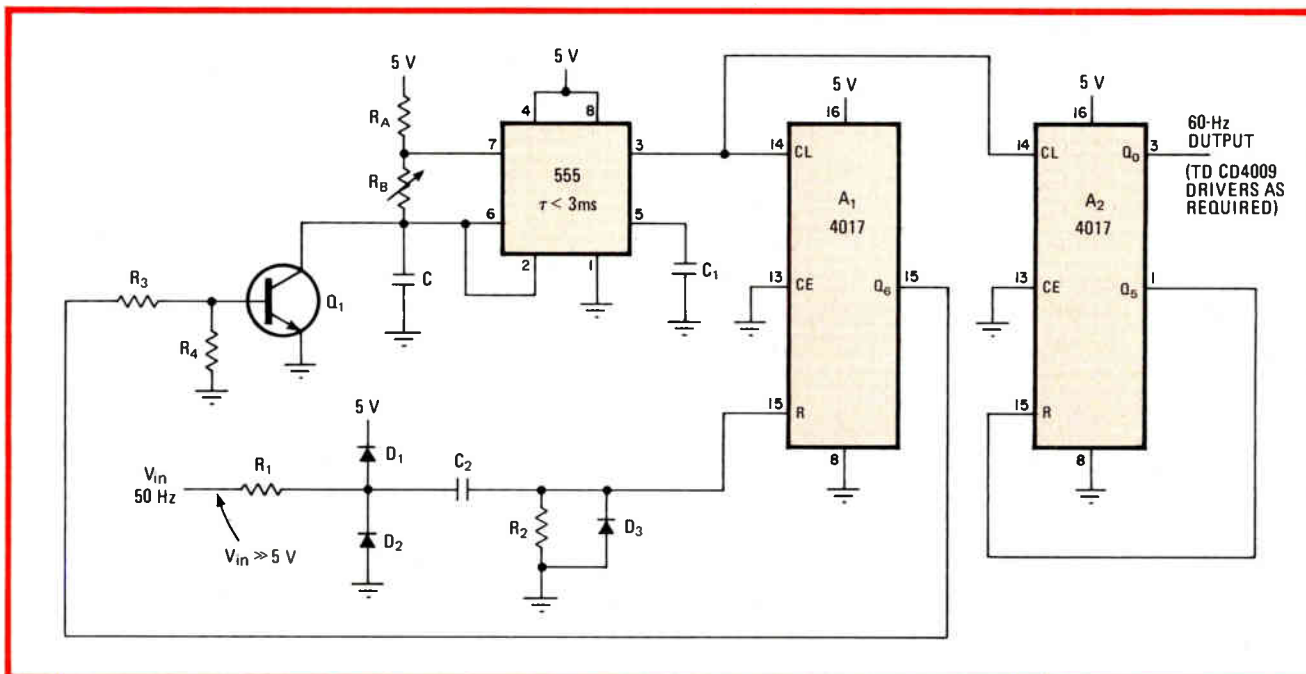 5 V
R_A
R_B
7
6
4
8
5 V
555
τ < 3ms
3
5
2
1
C
C_1
R_3
R_4
Q_1
V_in
50 Hz
R_1
V_in ≫ 5 V
5 V
D_1
D_2
C_2
R_2
D_3
5 V
16
14
CL
A_1
4017
13
CE
Q_6
15
15
R
8
5 V
16
14
CL
Q_0
3
A_2
4017
13
CE
Q_5
1
15
R
8
60-Hz
DUTPUT
(TD CD4009
DRIVERS AS
REQUIRED)